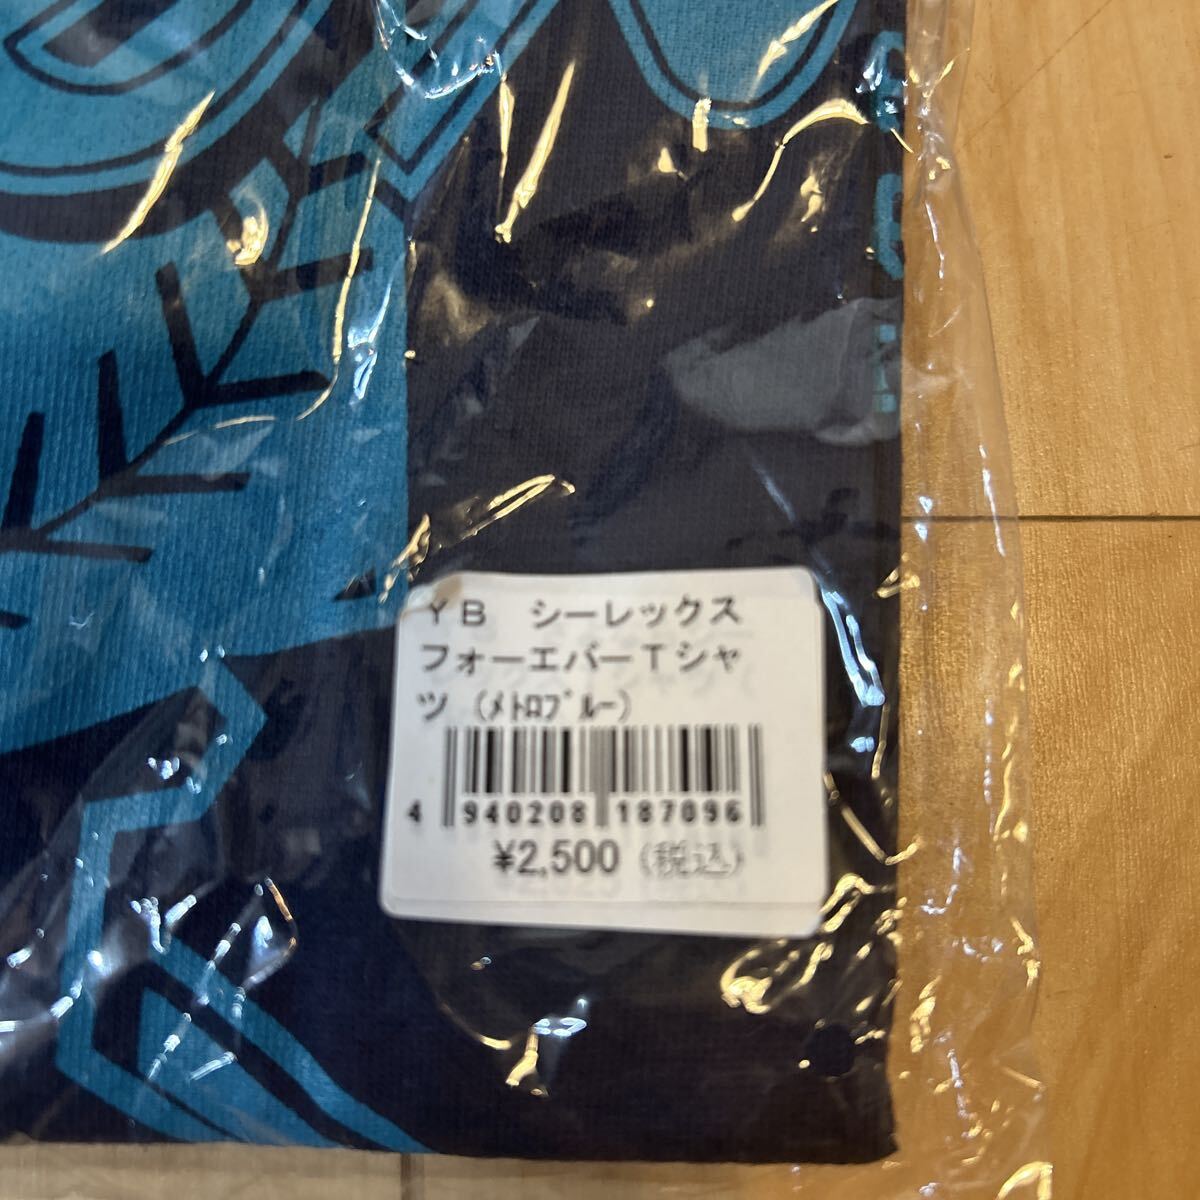 ＹＢ　シーレックス
フォーエバーＴシャ
ツ（ﾒﾄﾛﾌﾞﾙｰ）
4 940208 187096
¥2,500（税込）